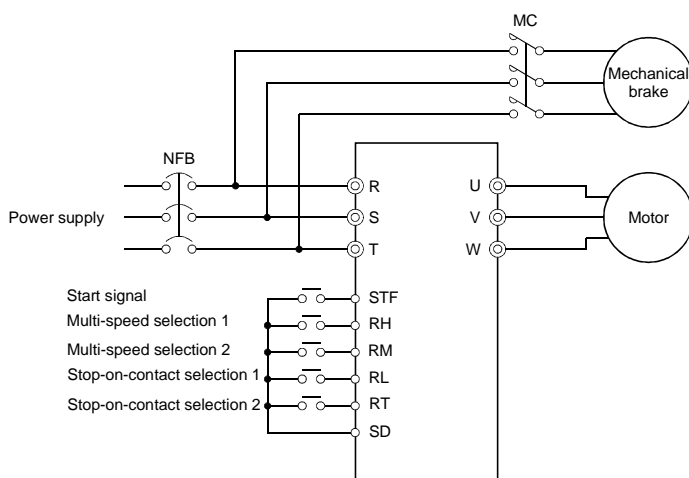 MC
Mechanical
brake
NFB
R
U
Power supply
S
V
Motor
T
W
Start signal
STF
Multi-speed selection 1
RH
Multi-speed selection 2
RM
Stop-on-contact selection 1
RL
Stop-on-contact selection 2
RT
SD